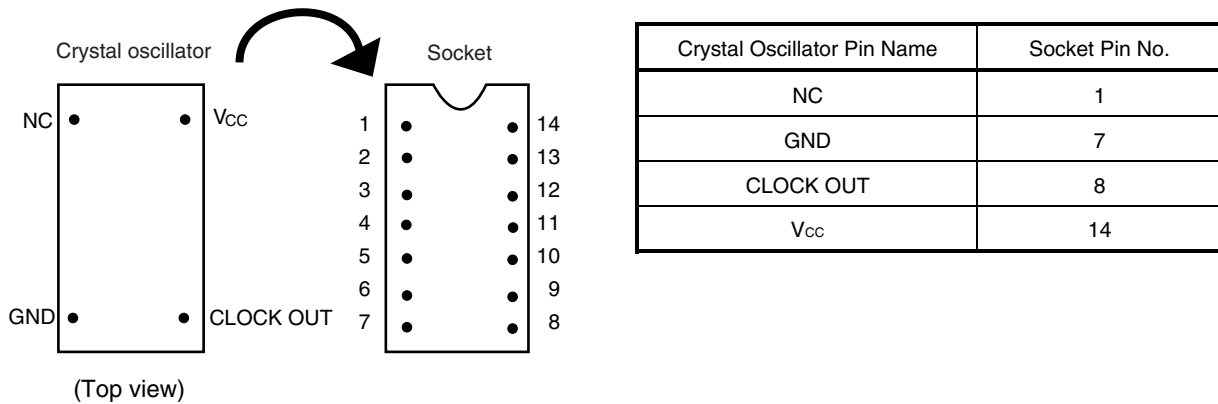 Crystal oscillator
NC
Vcc
GND
CLOCK OUT
(Top view)
Socket
1 14
2 13
3 12
4 11
5 10
6 9
7 8
Crystal Oscillator Pin Name Socket Pin No.
NC 1
GND 7
CLOCK OUT 8
Vcc 14